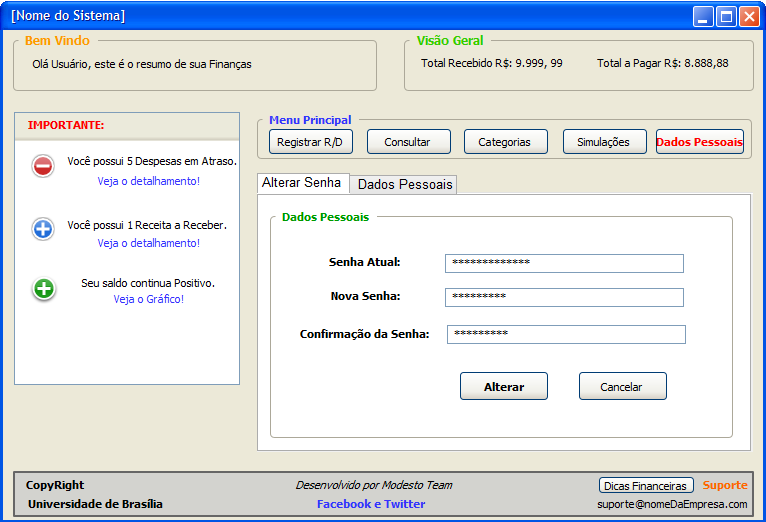 [Nome do Sistema]
Bem Vindo
Olá Usuário, este é o resumo de sua Finanças
Visão Geral
Total Recebido R$: 9.999, 99 Total a Pagar R$: 8.888,88
IMPORTANTE:
Você possui 5 Despesas em Atraso.
Veja o detalhamento!
Você possui 1 Receita a Receber.
Veja o detalhamento!
Seu saldo continua Positivo.
Veja o Gráfico!
Menu Principal
Registrar R/D Consultar Categorias Simulações Dados Pessoais
Alterar Senha Dados Pessoais
Dados Pessoais
Senha Atual: *************
Nova Senha: *********
Confirmação da Senha: *********
Alterar Cancelar
CopyRight Desenvolvido por Modesto Team Dicas Financeiras Suporte
Universidade de Brasília Facebook e Twitter suporte@nomeDaEmpresa.com